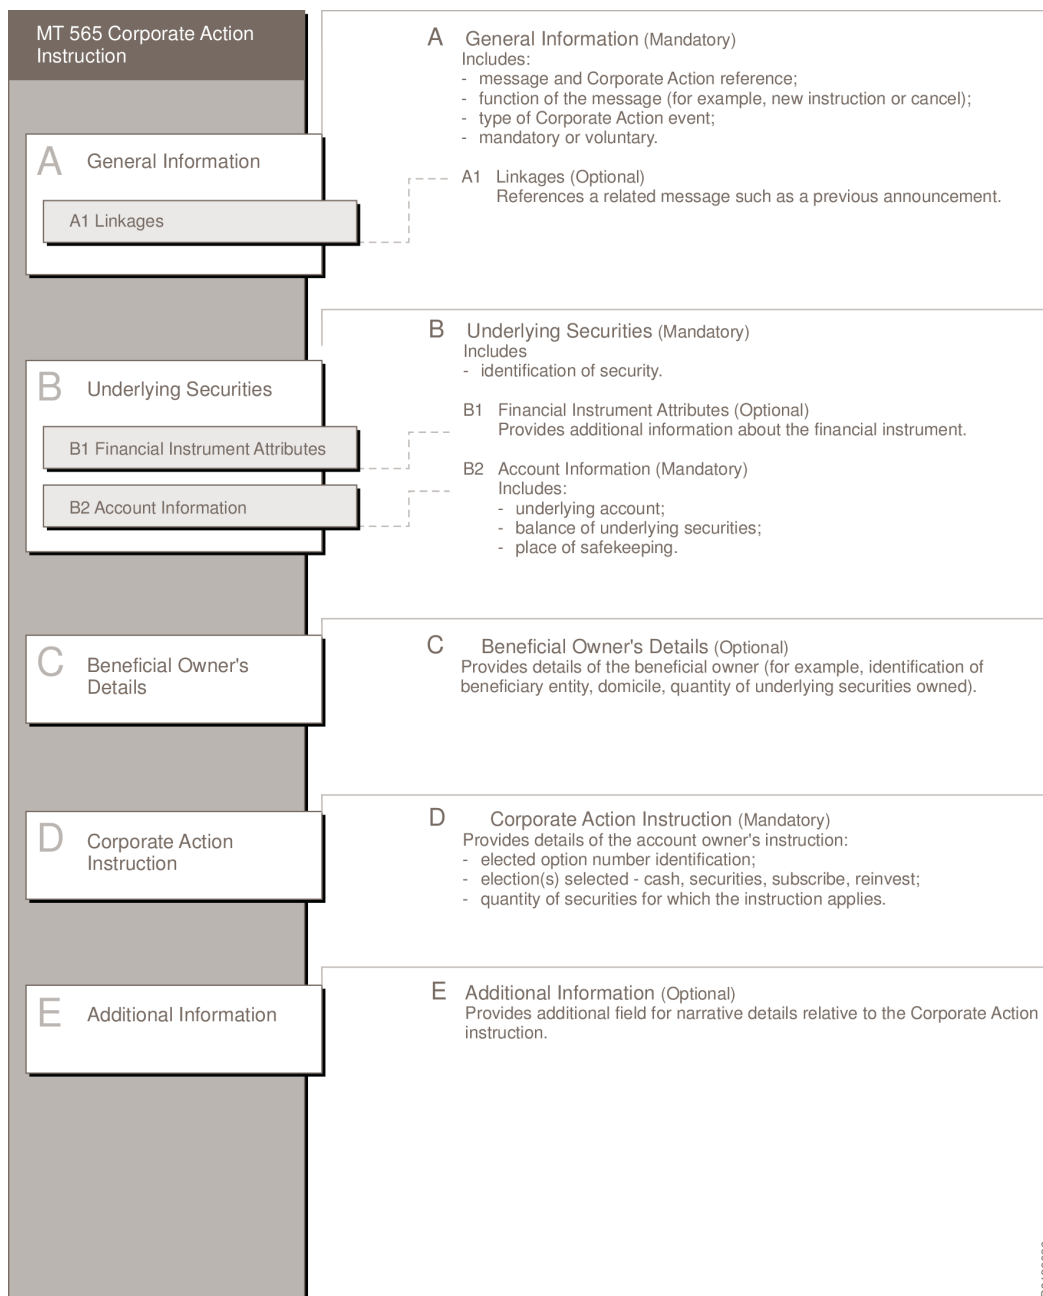 MT 565 Corporate Action
Instruction
A
General Information
A1 Linkages
B
Underlying Securities
B1 Financial Instrument Attributes
B2 Account Information
C
Beneficial Owner's
Details
D
Corporate Action
Instruction
E
Additional Information
A General Information (Mandatory)
Includes:
- message and Corporate Action reference;
- function of the message (for example, new instruction or cancel);
- type of Corporate Action event;
- mandatory or voluntary.
A1 Linkages (Optional)
References a related message such as a previous announcement.
B Underlying Securities (Mandatory)
Includes
- identification of security.
B1 Financial Instrument Attributes (Optional)
Provides additional information about the financial instrument.
B2 Account Information (Mandatory)
Includes:
- underlying account;
- balance of underlying securities;
- place of safekeeping.
C Beneficial Owner's Details (Optional)
Provides details of the beneficial owner (for example, identification of
beneficiary entity, domicile, quantity of underlying securities owned).
D Corporate Action Instruction (Mandatory)
Provides details of the account owner's instruction:
- elected option number identification;
- election(s) selected - cash, securities, subscribe, reinvest;
- quantity of securities for which the instruction applies.
E Additional Information (Optional)
Provides additional field for narrative details relative to the Corporate Action
instruction.